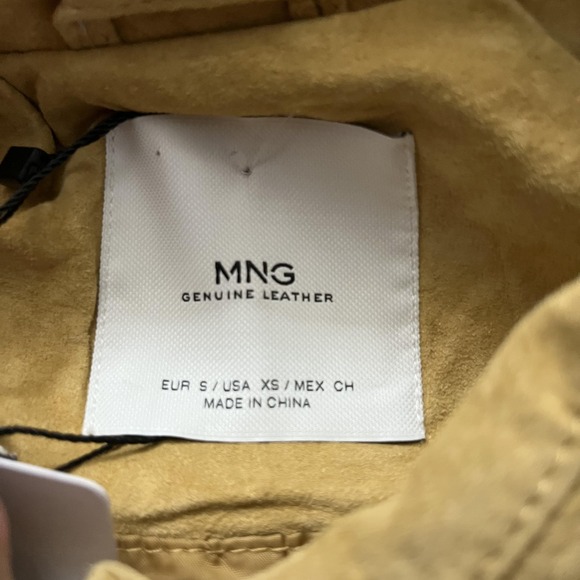 MNG
GENUINE LEATHER
EUR S / USA XS / MEX CH
MADE IN CHINA